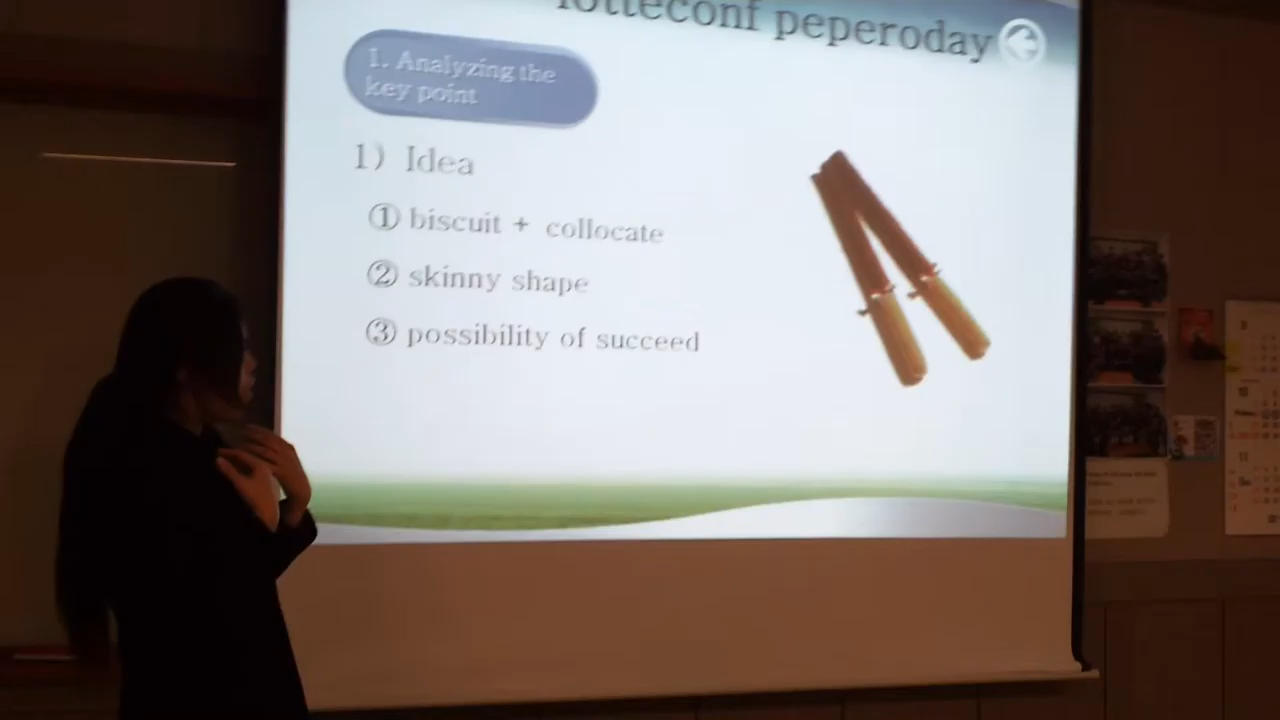 lotteconf peperoday
1. Analyzing the
key point
1) Idea
① biscuit + collocate
② skinny shape
③ possibility of succeed